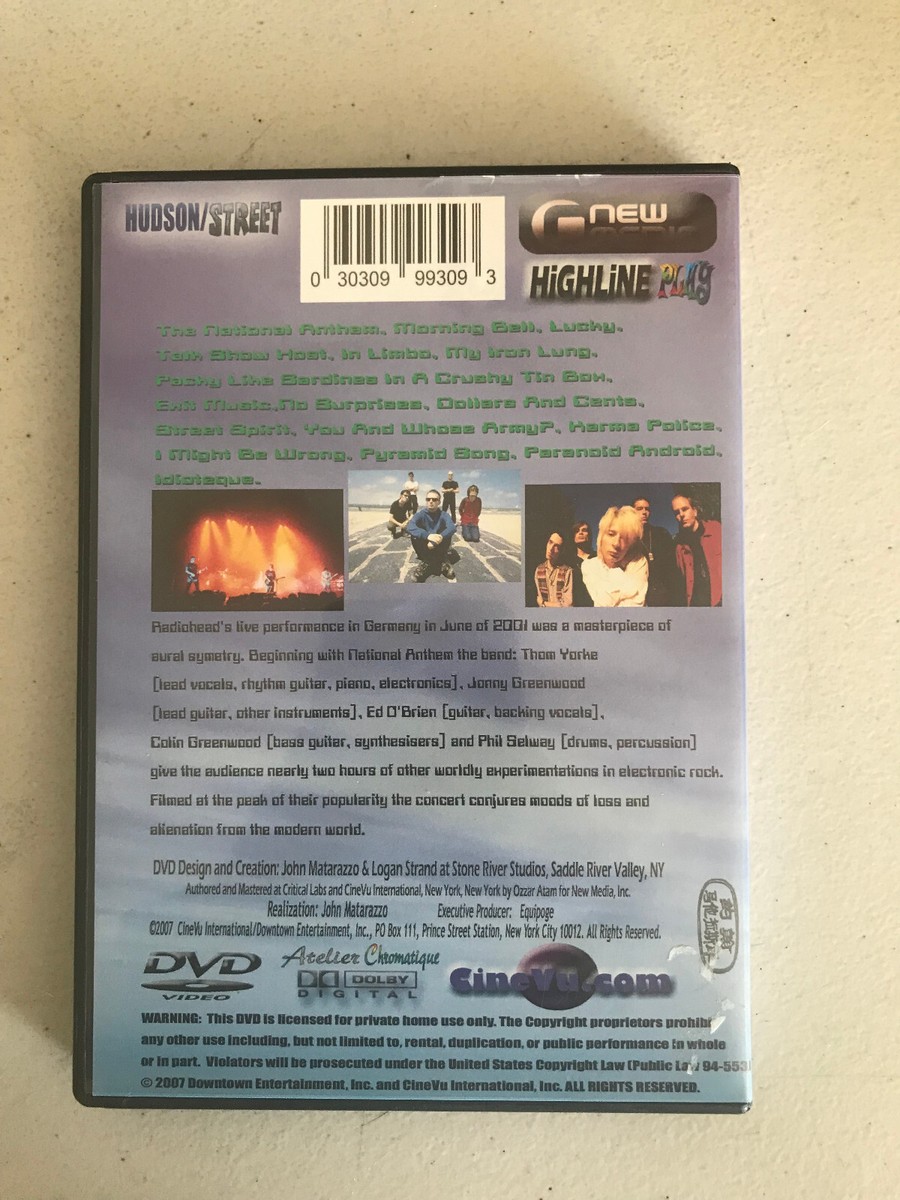 HUDSON/STREET
0 30309 99309 3
NEW
MEDIA
HiGHLiNE PLAY
The National Anthem, Morning Bell, Lucky,
Talk Show Host, In Limbo, My Iron Lung,
Packy Like Sardines In A Crushy Tin Box,
Exit Music,No Surprises, Dollars And Cents,
Street Spirit, You And Whose Army?, Karma Police,
I Might Be Wrong, Pyramid Song, Paranoid Android,
Idioteque.
Radiohead's live performance in Germany in June of 2001 was a masterpiece of
aural symetry. Beginning with National Anthem the band: Thom Yorke
[lead vocals, rhythm guitar, piano, electronics], Jonny Greenwood
[lead guitar, other instruments], Ed O'Brien [guitar, backing vocals],
Colin Greenwood [bass guitar, synthesisers] and Phil Selway [drums, percussion]
give the audience nearly two hours of other worldly experimentations in electronic rock.
Filmed at the peak of their popularity the concert conjures moods of loss and
alienation from the modern world.
DVD Design and Creation: John Matarazzo & Logan Strand at Stone River Studios, Saddle River Valley, NY
Authored and Mastered at Critical Labs and CineVu International, New York, New York by Ozzar Atam for New Media, Inc.
Realization: John Matarazzo Executive Producer: Equipoge
©2007 CineVu International/Downtown Entertainment, Inc., PO Box 111, Prince Street Station, New York City 10012. All Rights Reserved.
DVD
VIDEO
Atelier Chromatique
DOLBY
DIGITAL
CineVu.com
WARNING: This DVD is licensed for private home use only. The Copyright proprietors prohibi
any other use including, but not limited to, rental, duplication, or public performance in whole
or in part. Violators will be prosecuted under the United States Copyright Law (Public Law 94-553)
© 2007 Downtown Entertainment, Inc. and CineVu International, Inc. ALL RIGHTS RESERVED.